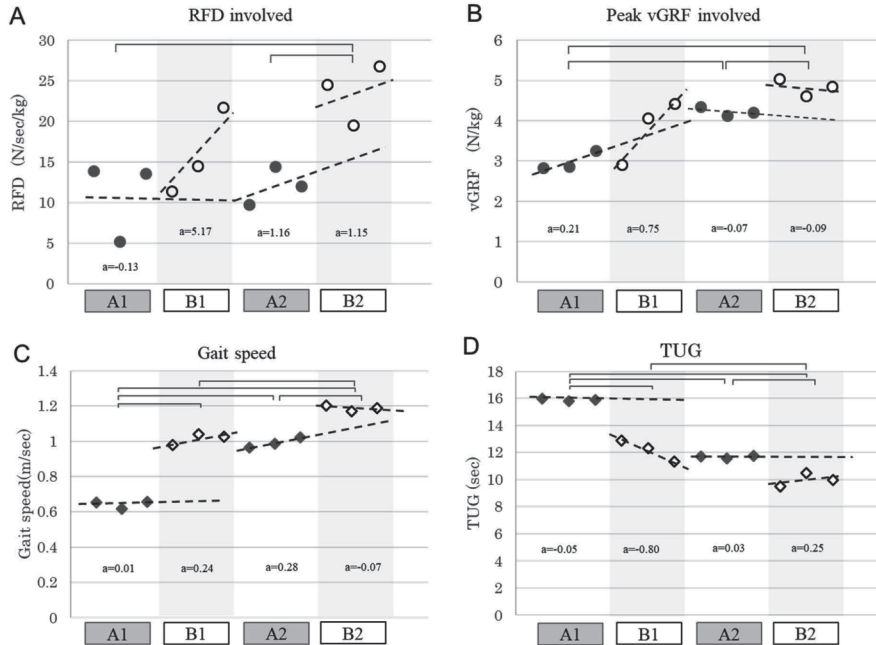 A
RFD involved
30
25
20
15
10
5
0
RFD (N/sec/kg)
a=-0.13
a=5.17
a=1.16
a=1.15
A1
B1
A2
B2
B
Peak vGRF involved
6
5
4
3
2
1
0
vGRF (N/kg)
a=0.21
a=0.75
a=-0.07
a=-0.09
A1
B1
A2
B2
C
Gait speed
1.4
1.2
1
0.8
0.6
0.4
0.2
0
Gait speed(m/sec)
a=0.01
a=0.24
a=0.28
a=-0.07
A1
B1
A2
B2
D
TUG
18
16
14
12
10
8
6
4
2
0
TUG (sec)
a=-0.05
a=-0.80
a=0.03
a=0.25
A1
B1
A2
B2